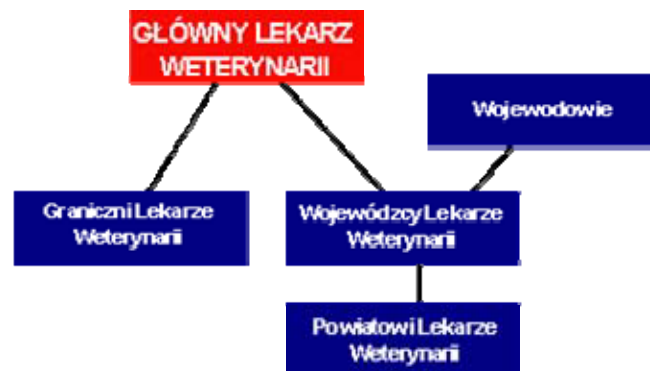 GŁÓWNY LEKARZ
WETERYNARII
Wojewodowie
Graniczni Lekarze
Weterynarii
Wojewódzcy Lekarze
Weterynarii
Powiatowi Lekarze
Weterynarii